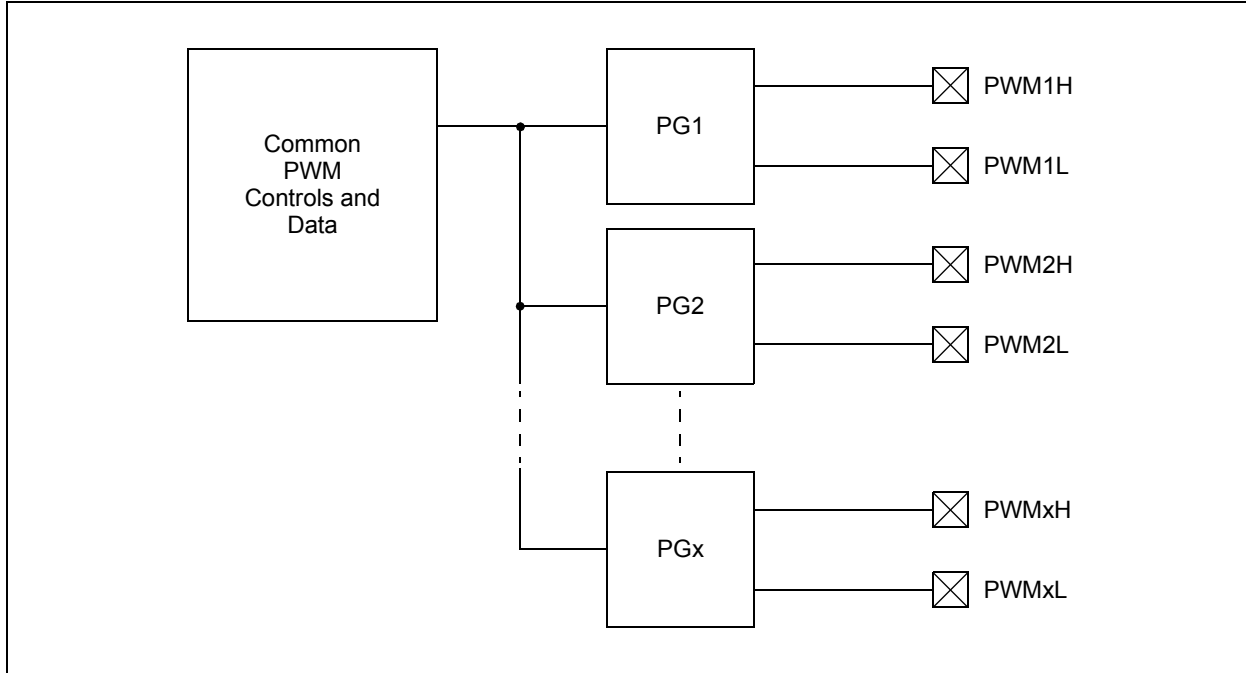 Common
PWM
Controls and
Data
PG1
PWM1H
PWM1L
PG2
PWM2H
PWM2L
PGx
PWMxH
PWMxL